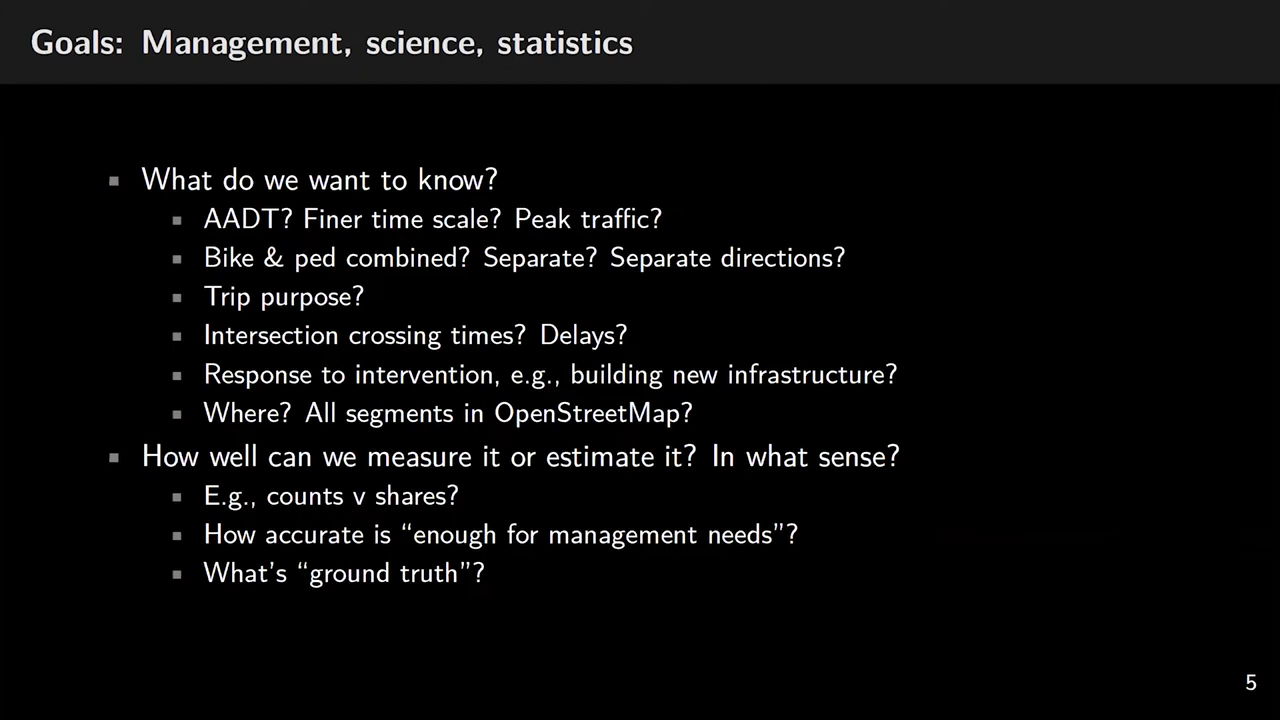 Goals: Management, science, statistics
What do we want to know?
AADT? Finer time scale? Peak traffic?
Bike & ped combined? Separate? Separate directions?
Trip purpose?
Intersection crossing times? Delays?
Response to intervention, e.g., building new infrastructure?
Where? All segments in OpenStreetMap?
How well can we measure it or estimate it? In what sense?
E.g., counts v shares?
How accurate is “enough for management needs”?
What’s “ground truth”?
5